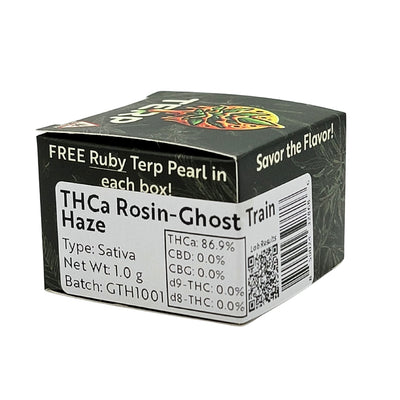 TERP
FREE Ruby Terp Pearl in
each box!
Savor the Flavor!
THCa Rosin-Ghost Train
Haze
Type: Sativa
Net Wt: 1.0 g
Batch: GTH1001
THCa: 86.9%
CBD: 0.0%
CBG: 0.0%
d9-THC: 0.0%
d8-THC: 0.0%
Lab Results